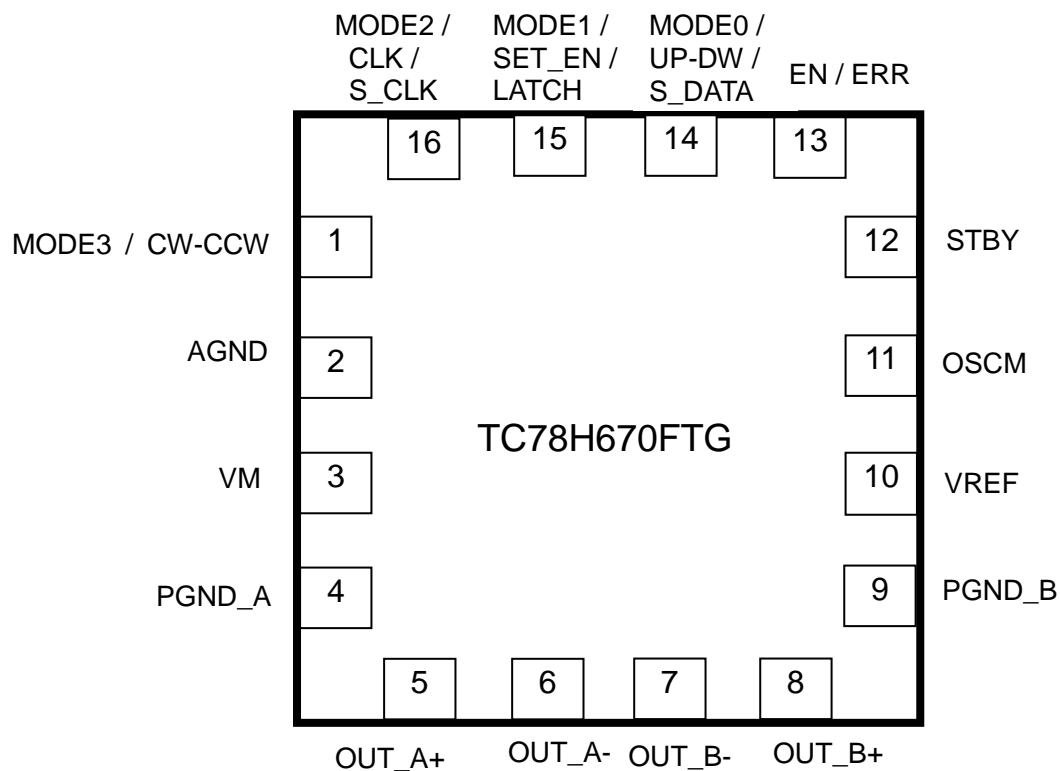 MODE2 /
CLK /
S_CLK
MODE1 /
SET_EN /
LATCH
MODE0 /
UP-DW /
S_DATA
EN / ERR
16
15
14
13
MODE3 / CW-CCW
1
12
STBY
AGND
2
11
OSCM
TC78H670FTG
VM
3
10
VREF
PGND_A
4
9
PGND_B
5
6
7
8
OUT_A+
OUT_A-
OUT_B-
OUT_B+